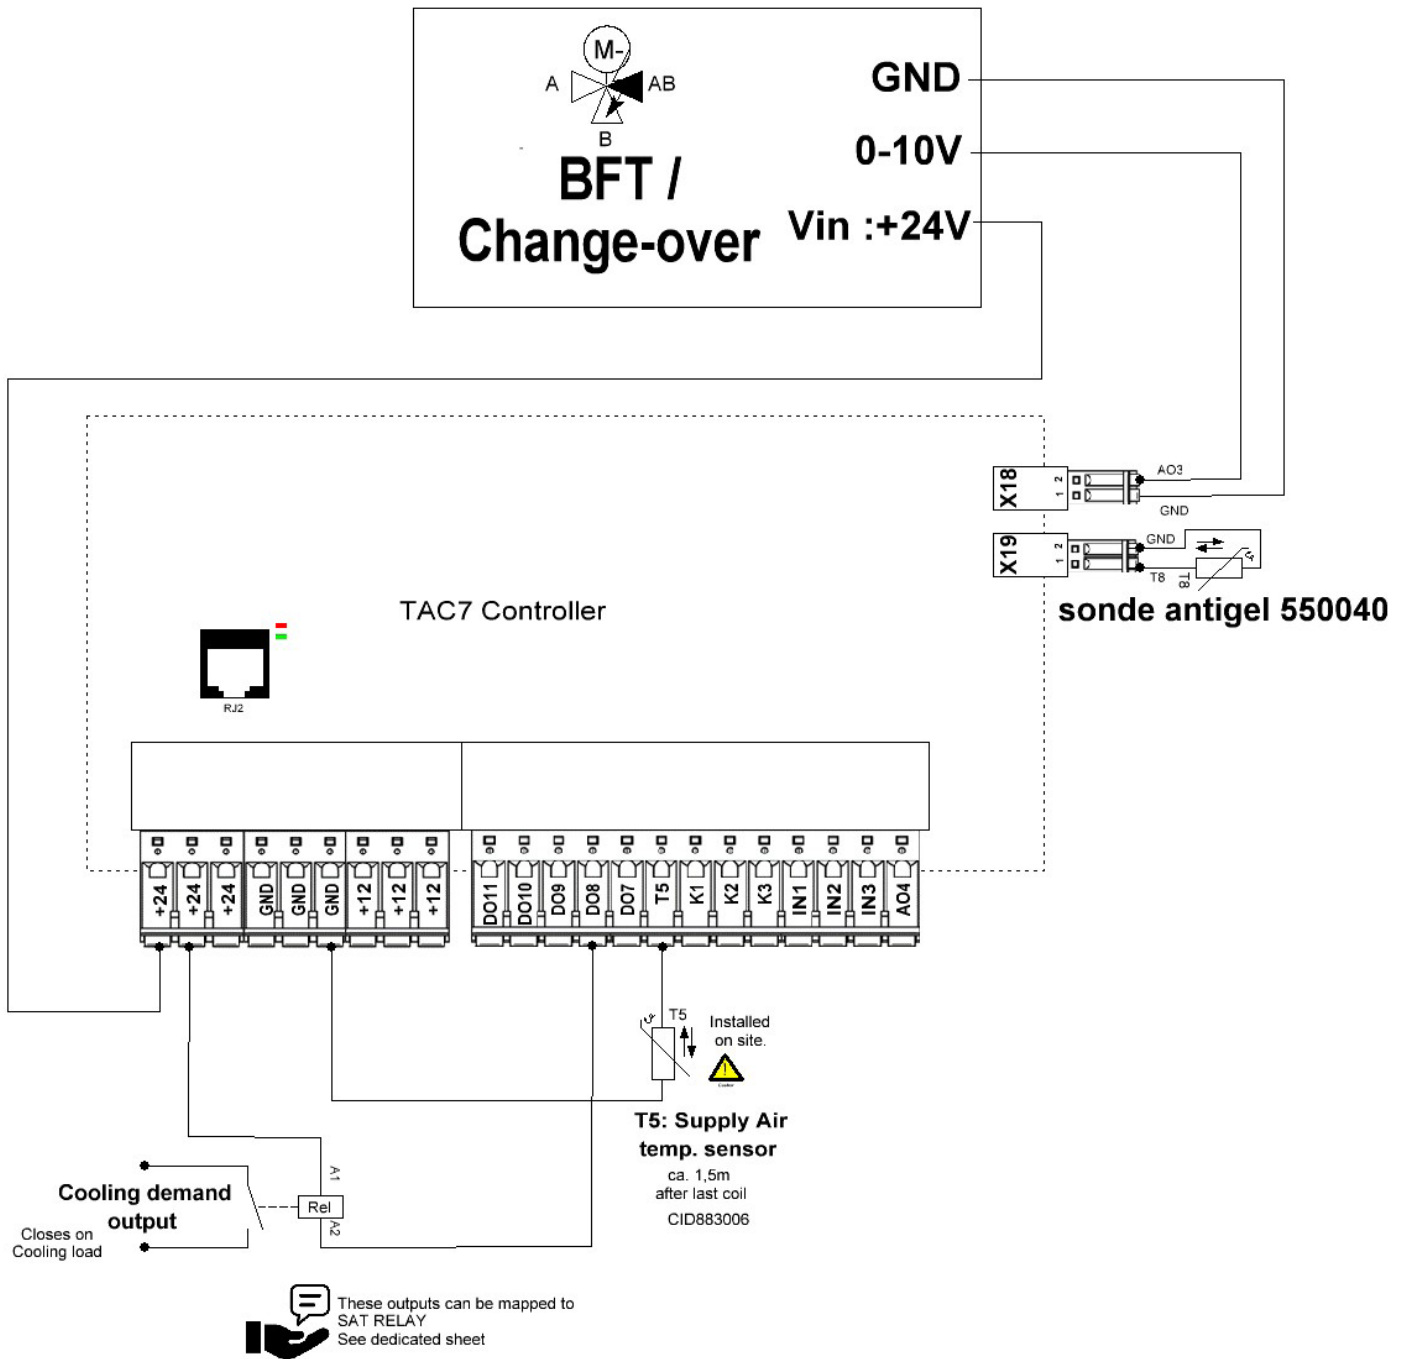 M-
A
AB
B
BFT /
Change-over
GND
0-10V
Vin :+24V
X18
2
1
AO3
GND
X19
2
1
GND
T8
T8
sonde antigel 550040
TAC7 Controller
RJ2
+24
+24
+24
GND
GND
GND
+12
+12
+12
DO11
DO10
DO9
DO8
DO7
T5
K1
K2
K3
IN1
IN2
IN3
AO4
T5
Installed
on site.
T5: Supply Air
temp. sensor
ca. 1,5m
after last coil
CID883006
A1
Rel
A2
Cooling demand
output
Closes on
Cooling load
These outputs can be mapped to
SAT RELAY
See dedicated sheet